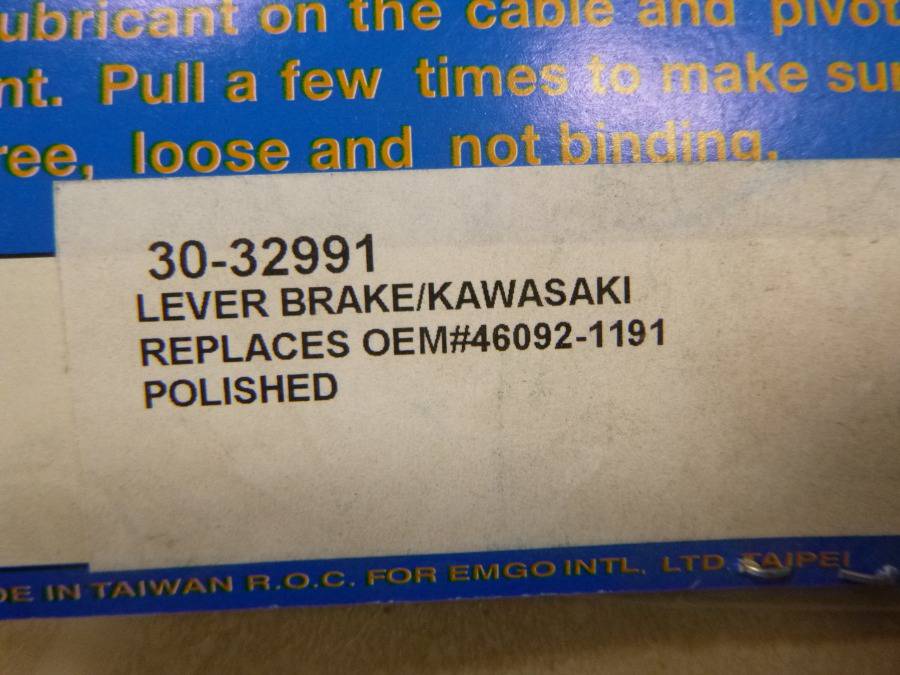 ubricant on the cable and pivot
nt. Pull a few times to make sur
ree, loose and not binding.
30-32991
LEVER BRAKE/KAWASAKI
REPLACES OEM#46092-1191
POLISHED
DE IN TAIWAN R.O.C. FOR EMGO INTL. LTD. TAIPEI